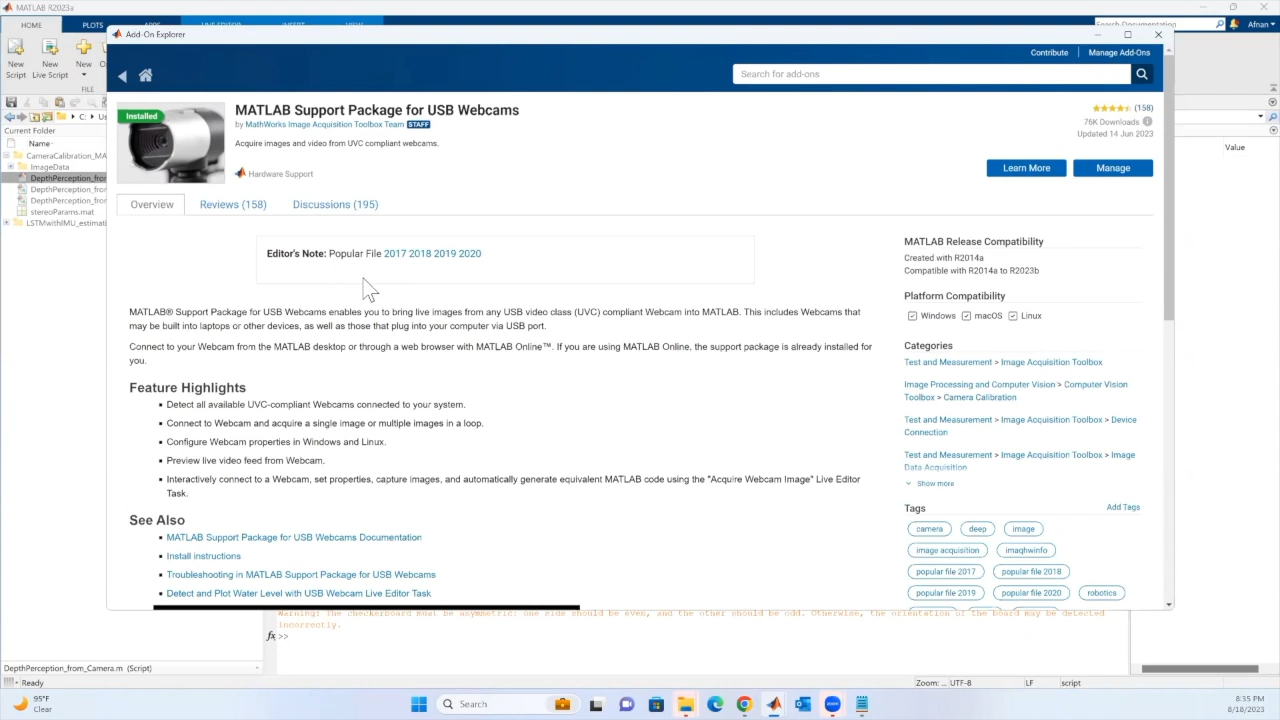 MATLAB R2023a
HOME
PLOTS
APPS
LIVE EDITOR
INSERT
VIEW
Search Documentation
Afnan
New
New
New
Script
Live Script
FILE
Current Folder
Name
CameraCalibration_MA
ImageData
DepthPerception_from
DepthPerception_fro
DepthPerception_fro
stereoParams.mat
LSTMwithIMU_estimati
Value
Add-On Explorer
Contribute
Manage Add-Ons
Search for add-ons
Installed
MATLAB Support Package for USB Webcams
by MathWorks Image Acquisition Toolbox Team STAFF
Acquire images and video from UVC compliant webcams.
Hardware Support
(158)
76K Downloads
Updated 14 Jun 2023
Learn More
Manage
Overview
Reviews (158)
Discussions (195)
Editor's Note: Popular File 2017 2018 2019 2020
MATLAB® Support Package for USB Webcams enables you to bring live images from any USB video class (UVC) compliant Webcam into MATLAB. This includes Webcams that
may be built into laptops or other devices, as well as those that plug into your computer via USB port.
Connect to your Webcam from the MATLAB desktop or through a web browser with MATLAB Online™. If you are using MATLAB Online, the support package is already installed for
you.
Feature Highlights
Detect all available UVC-compliant Webcams connected to your system.
Connect to Webcam and acquire a single image or multiple images in a loop.
Configure Webcam properties in Windows and Linux.
Preview live video feed from Webcam.
Interactively connect to a Webcam, set properties, capture images, and automatically generate equivalent MATLAB code using the "Acquire Webcam Image" Live Editor
Task.
See Also
MATLAB Support Package for USB Webcams Documentation
Install instructions
Troubleshooting in MATLAB Support Package for USB Webcams
Detect and Plot Water Level with USB Webcam Live Editor Task
MATLAB Release Compatibility
Created with R2014a
Compatible with R2014a to R2023b
Platform Compatibility
Windows
macOS
Linux
Categories
Test and Measurement > Image Acquisition Toolbox
Image Processing and Computer Vision > Computer Vision
Toolbox > Camera Calibration
Test and Measurement > Image Acquisition Toolbox > Device
Connection
Test and Measurement > Image Acquisition Toolbox > Image
Data Acquisition
Show more
Tags
Add Tags
camera
deep
image
image acquisition
imaqhwinfo
popular file 2017
popular file 2018
popular file 2019
popular file 2020
robotics
Warning: The checkerboard must be asymmetric: one side should be even, and the other should be odd. Otherwise, the orientation of the board may be detected
incorrectly.
fx >>
DepthPerception_from_Camera.m (Script)
Ready
Zoom: ...
UTF-8
LF
script
95°F
Clear
Search
zoom
8:35 PM
8/18/2023